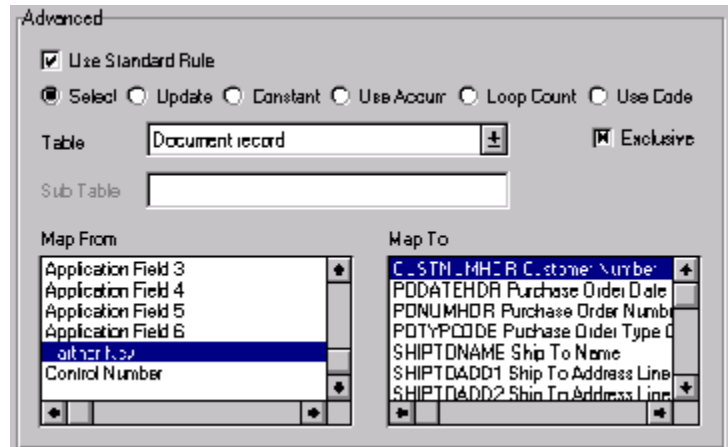 Advanced
Use Standard Rule
Select Update Constant Use Accum Loop Count Use Code
Table Document record Exclusive
Sub Table
Map From
Application Field 3
Application Field 4
Application Field 5
Application Field 6
Partner Key
Control Number
Map To
CUSTNUMHDR Customer Number
PODATEHDR Purchase Order Date
PONUMHDR Purchase Order Numb
POTYPCODE Puchase Order Type C
SHIPTONAME Ship To Name
SHIPTOADD1 Ship To Address Line
SHIPTOADD2 Ship To Address Line